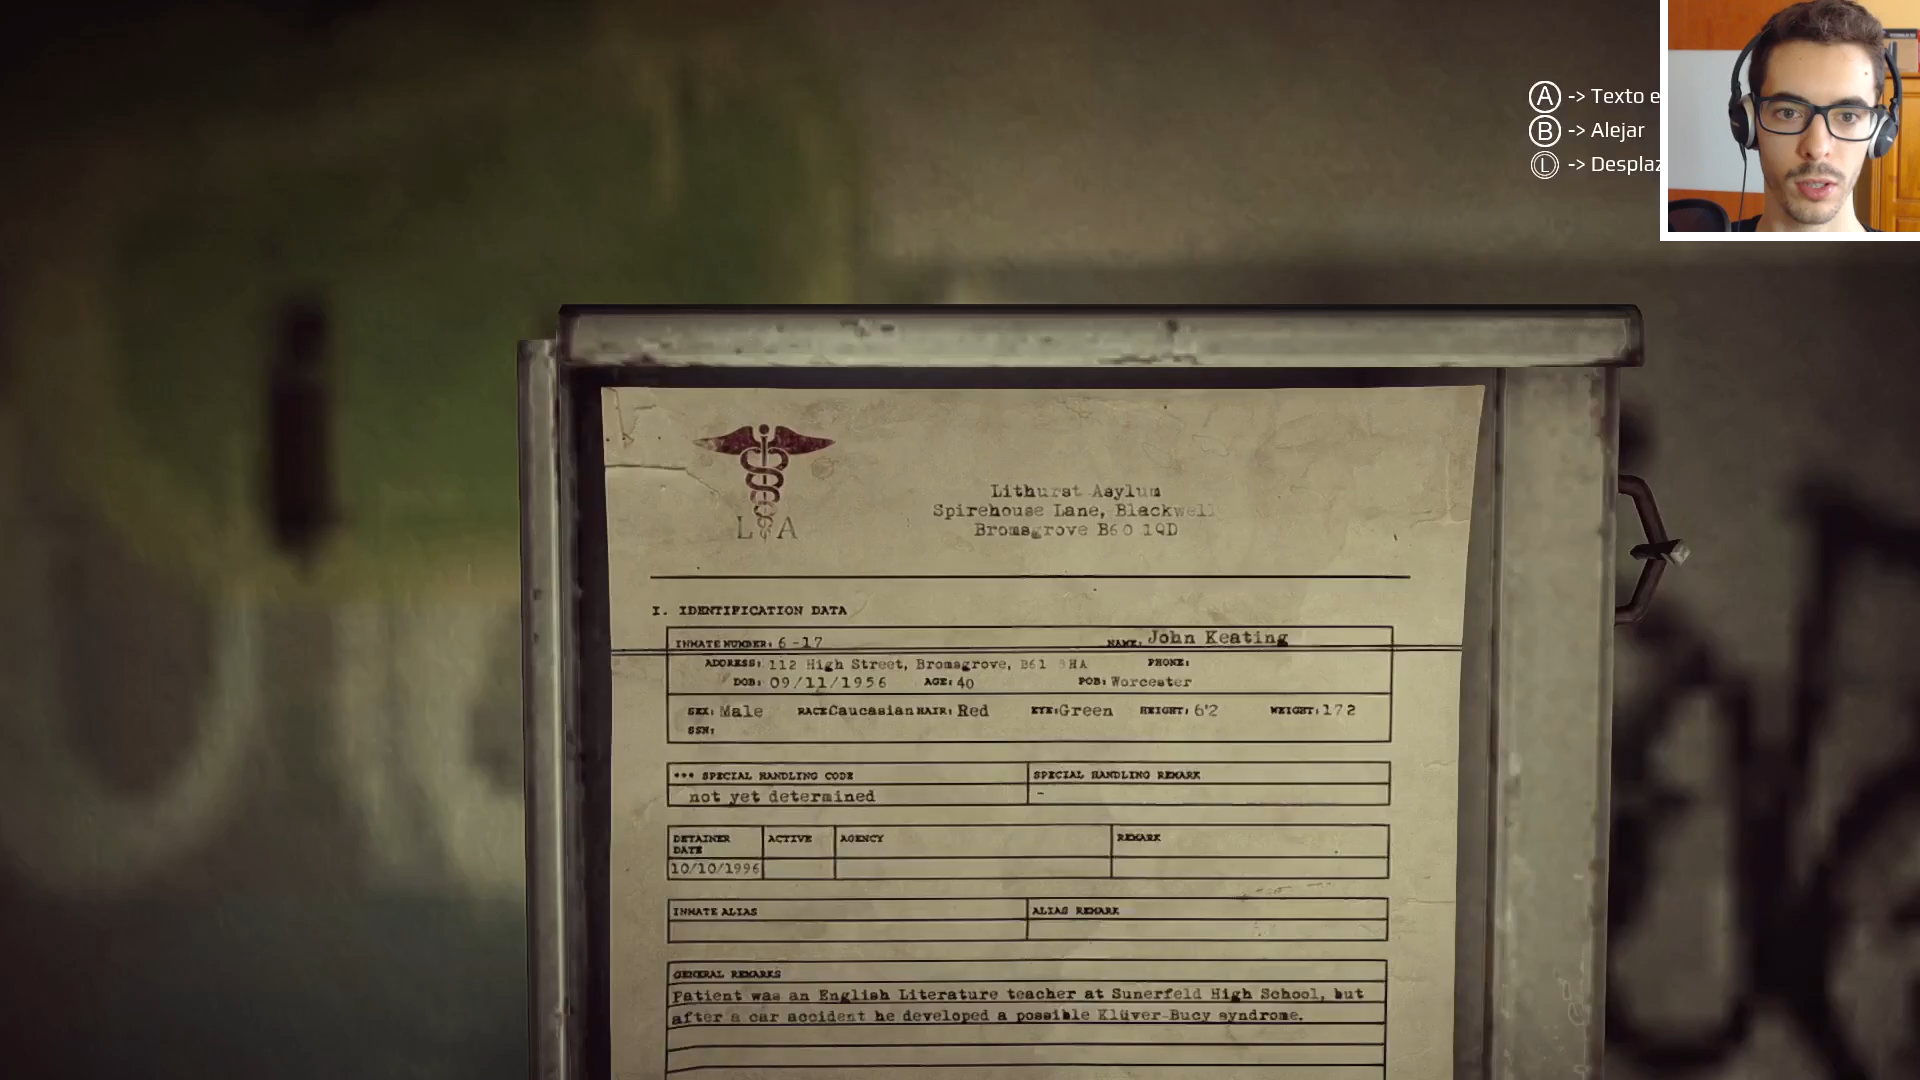 A -> Texto e
B -> Alejar
L -> Desplaz
L A
Lithurst Asylum
Spirehouse Lane, Blackwell
Bromsgrove B60 1QD
I. IDENTIFICATION DATA
INMATE NUMBER: 6-17 NAME: John Keating
ADDRESS: 112 High Street, Bromsgrove, B61 HA PHONE:
DOB: 09/11/1956 AGE: 40 POB: Worcester
SEX: Male RACE Caucasian HAIR: Red EYE: Green HEIGHT: 6'2 WEIGHT: 172
SSN:
*** SPECIAL HANDLING CODE SPECIAL HANDLING REMARK
not yet determined -
DETAINER DATE ACTIVE AGENCY REMARK
10/10/1996
INMATE ALIAS ALIAS REMARK
GENERAL REMARKS
Patient was an English Literature teacher at Sunerfeld High School, but
after a car accident he developed a possible Klüver-Bucy syndrome.